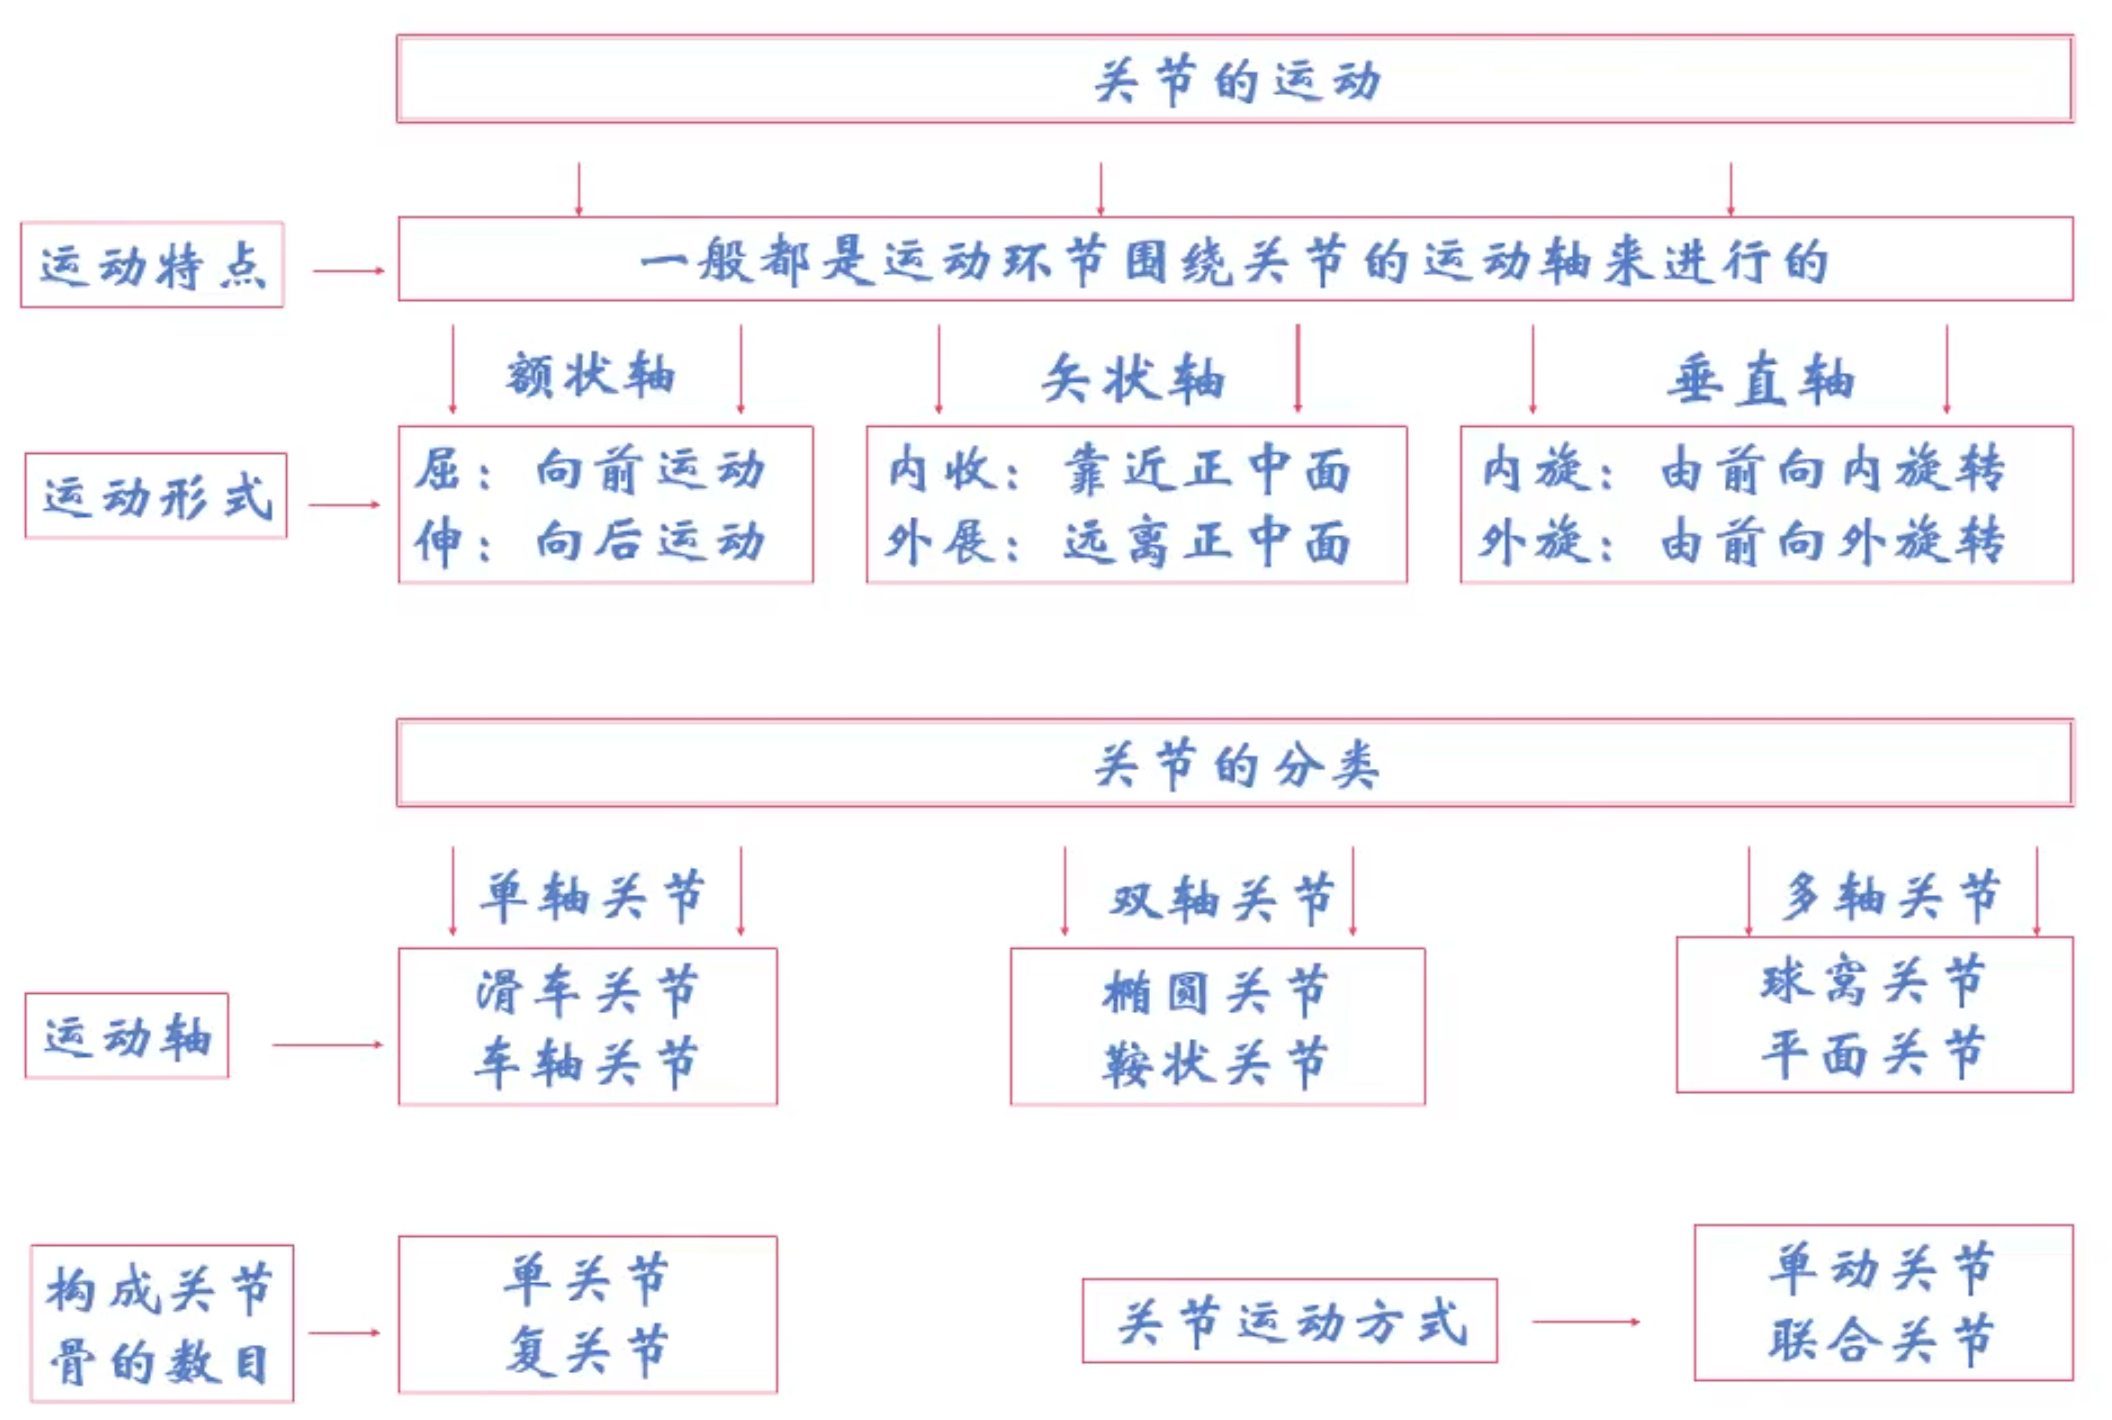 关节的运动
运动特点
一般都是运动环节围绕关节的运动轴来进行的
额状轴
矢状轴
垂直轴
运动形式
屈：向前运动
伸：向后运动
内收：靠近正中面
外展：远离正中面
内旋：由前向内旋转
外旋：由前向外旋转
关节的分类
单轴关节
双轴关节
多轴关节
运动轴
滑车关节
车轴关节
椭圆关节
鞍状关节
球窝关节
平面关节
构成关节
骨的数目
单关节
复关节
关节运动方式
单动关节
联合关节